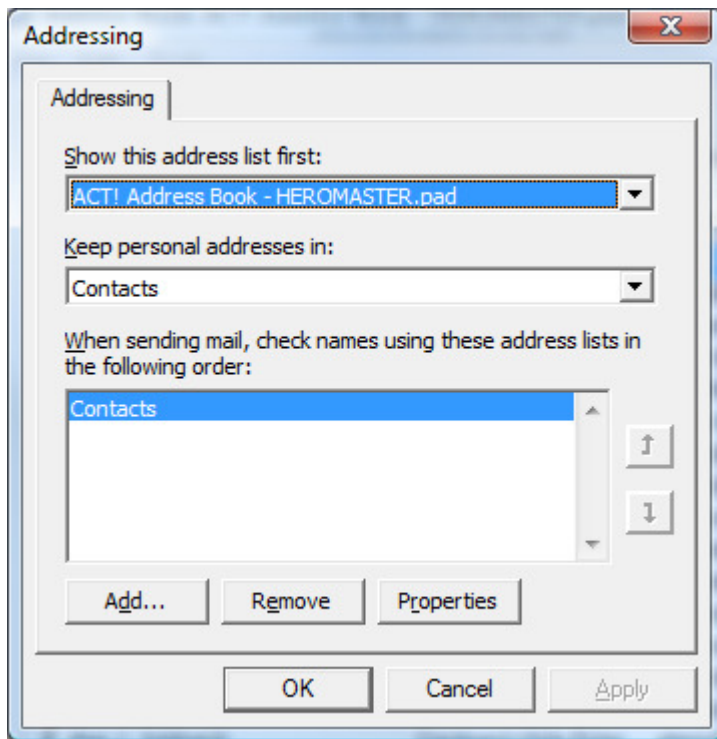 Addressing
Addressing
Show this address list first:
ACT! Address Book - HEROMASTER.pad
Keep personal addresses in:
Contacts
When sending mail, check names using these address lists in
the following order:
Contacts
Add...
Remove
Properties
OK
Cancel
Apply